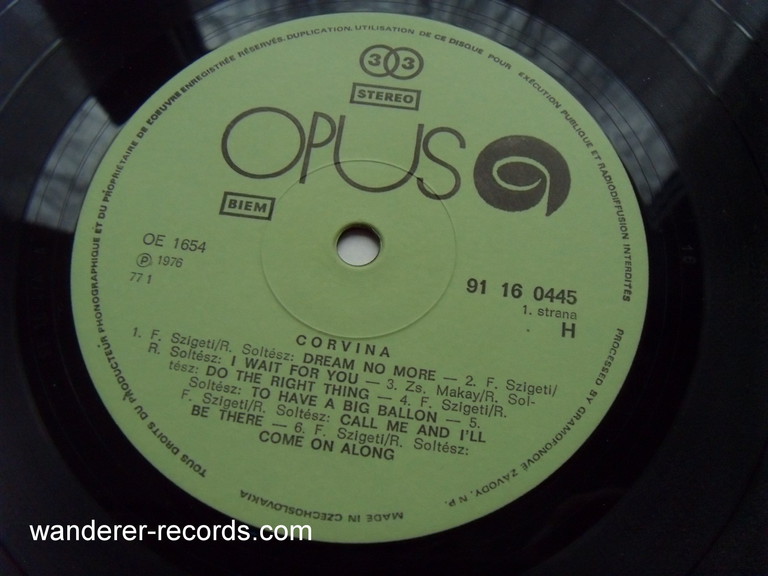 TOUS DROITS DU PRODUCTEUR PHONOGRAPHIQUE ET DU PROPRIÉTAIRE DE L'OEUVRE ENREGISTRÉE RÉSERVÉS. DUPLICATION, UTILISATION DE CE DISQUE POUR EXÉCUTION PUBLIQUE ET RADIODIFFUSION INTERDITES
33
STEREO
OPUS
BIEM
OE 1654
Ⓟ 1976
77 1
91 16 0445
1. strana
H
CORVINA
1. F. Szigeti/R. Soltész: DREAM NO MORE — 2. F. Szigeti/
R. Soltész: I WAIT FOR YOU — 3. Zs. Makay/R. Sol-
tész: DO THE RIGHT THING — 4. F. Szigeti/R.
Soltész: TO HAVE A BIG BALLON — 5.
F. Szigeti/R. Soltész: CALL ME AND I'LL
BE THERE — 6. F. Szigeti/R. Soltész:
COME ON ALONG
PROCESSED BY GRAMOFONOVÉ ZÁVODY, N. P.
MADE IN CZECHOSLOVAKIA
wanderer-records.com